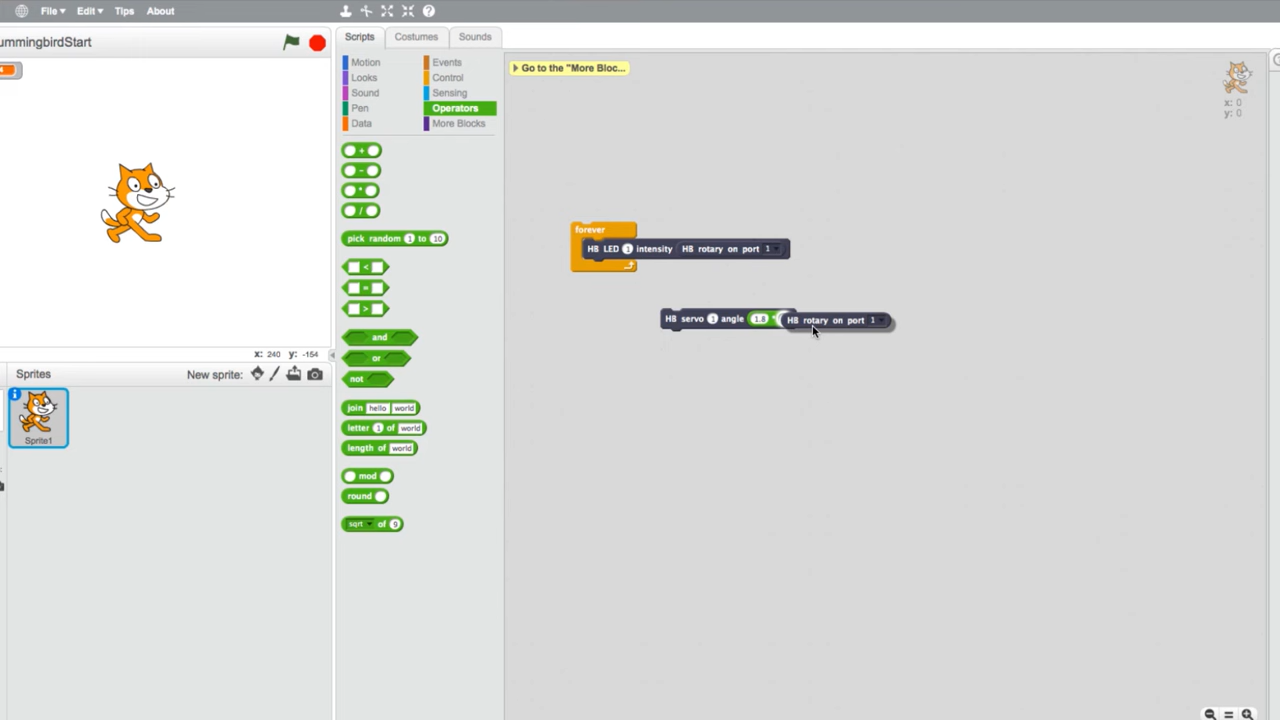 File Edit Tips About
ummingbirdStart
Scripts Costumes Sounds
Motion Events
Looks Control
Sound Sensing
Pen Operators
Data More Blocks
+
-
*
/
pick random 1 to 10
<
=
>
and
or
not
join hello world
letter 1 of world
length of world
mod
round
sqrt of 9
Go to the "More Bloc...
x: 0
y: 0
forever
HB LED 1 intensity HB rotary on port 1
HB servo 1 angle 1.8 * HB rotary on port 1
x: 240 y: -154
Sprites New sprite:
Sprite1